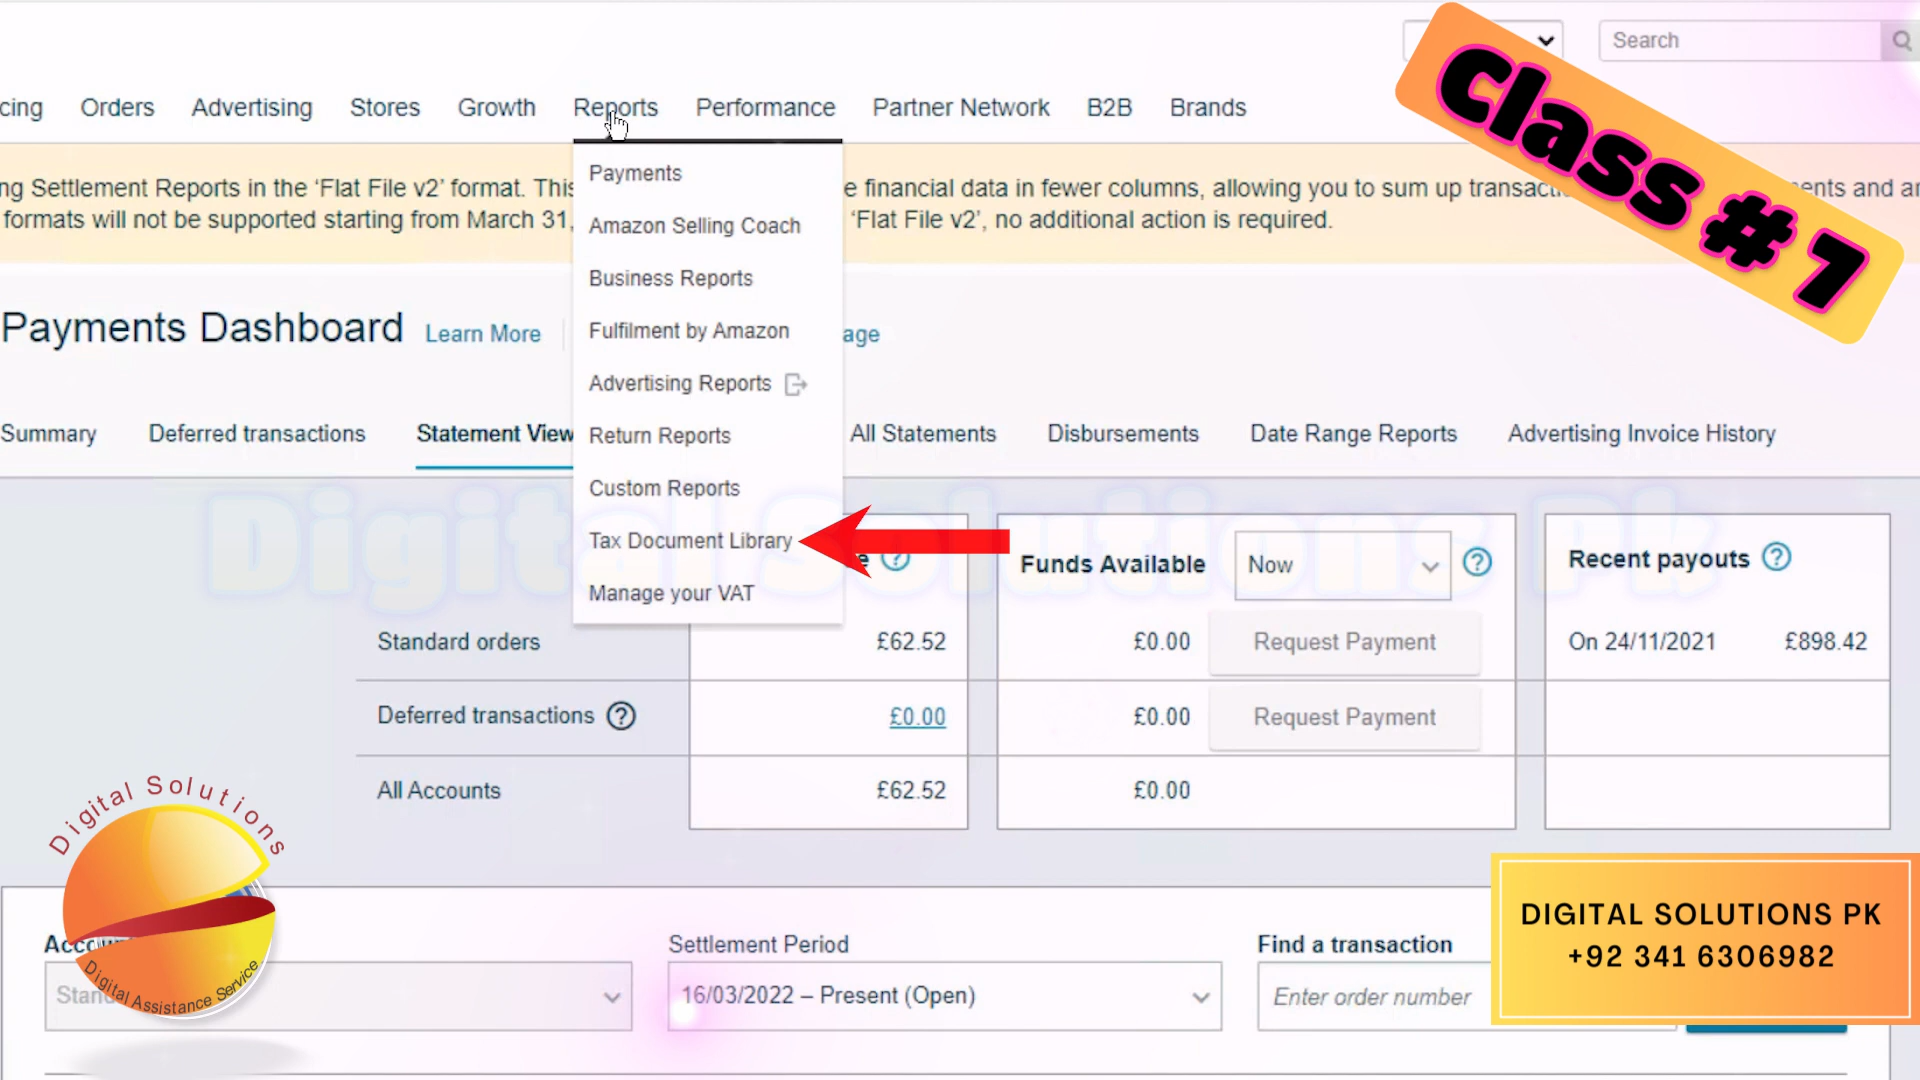 Search
Class # 7
cing Orders Advertising Stores Growth Reports Performance Partner Network B2B Brands
Payments
Amazon Selling Coach
Business Reports
Fulfilment by Amazon
Advertising Reports
Return Reports
Custom Reports
Tax Document Library
Manage your VAT
ng Settlement Reports in the ‘Flat File v2’ format. This e financial data in fewer columns, allowing you to sum up transact ents and
formats will not be supported starting from March 31, ‘Flat File v2’, no additional action is required.
Payments Dashboard Learn More age
Summary Deferred transactions Statement View All Statements Disbursements Date Range Reports Advertising Invoice History
Digital Solutions Pk
e Funds Available Now Recent payouts
Standard orders £62.52 £0.00 Request Payment On 24/11/2021 £898.42
Deferred transactions £0.00 £0.00 Request Payment
All Accounts £62.52 £0.00
Digital Solutions
Digital Assistance Service
Settlement Period Find a transaction
16/03/2022 – Present (Open) Enter order number
DIGITAL SOLUTIONS PK
+92 341 6306982